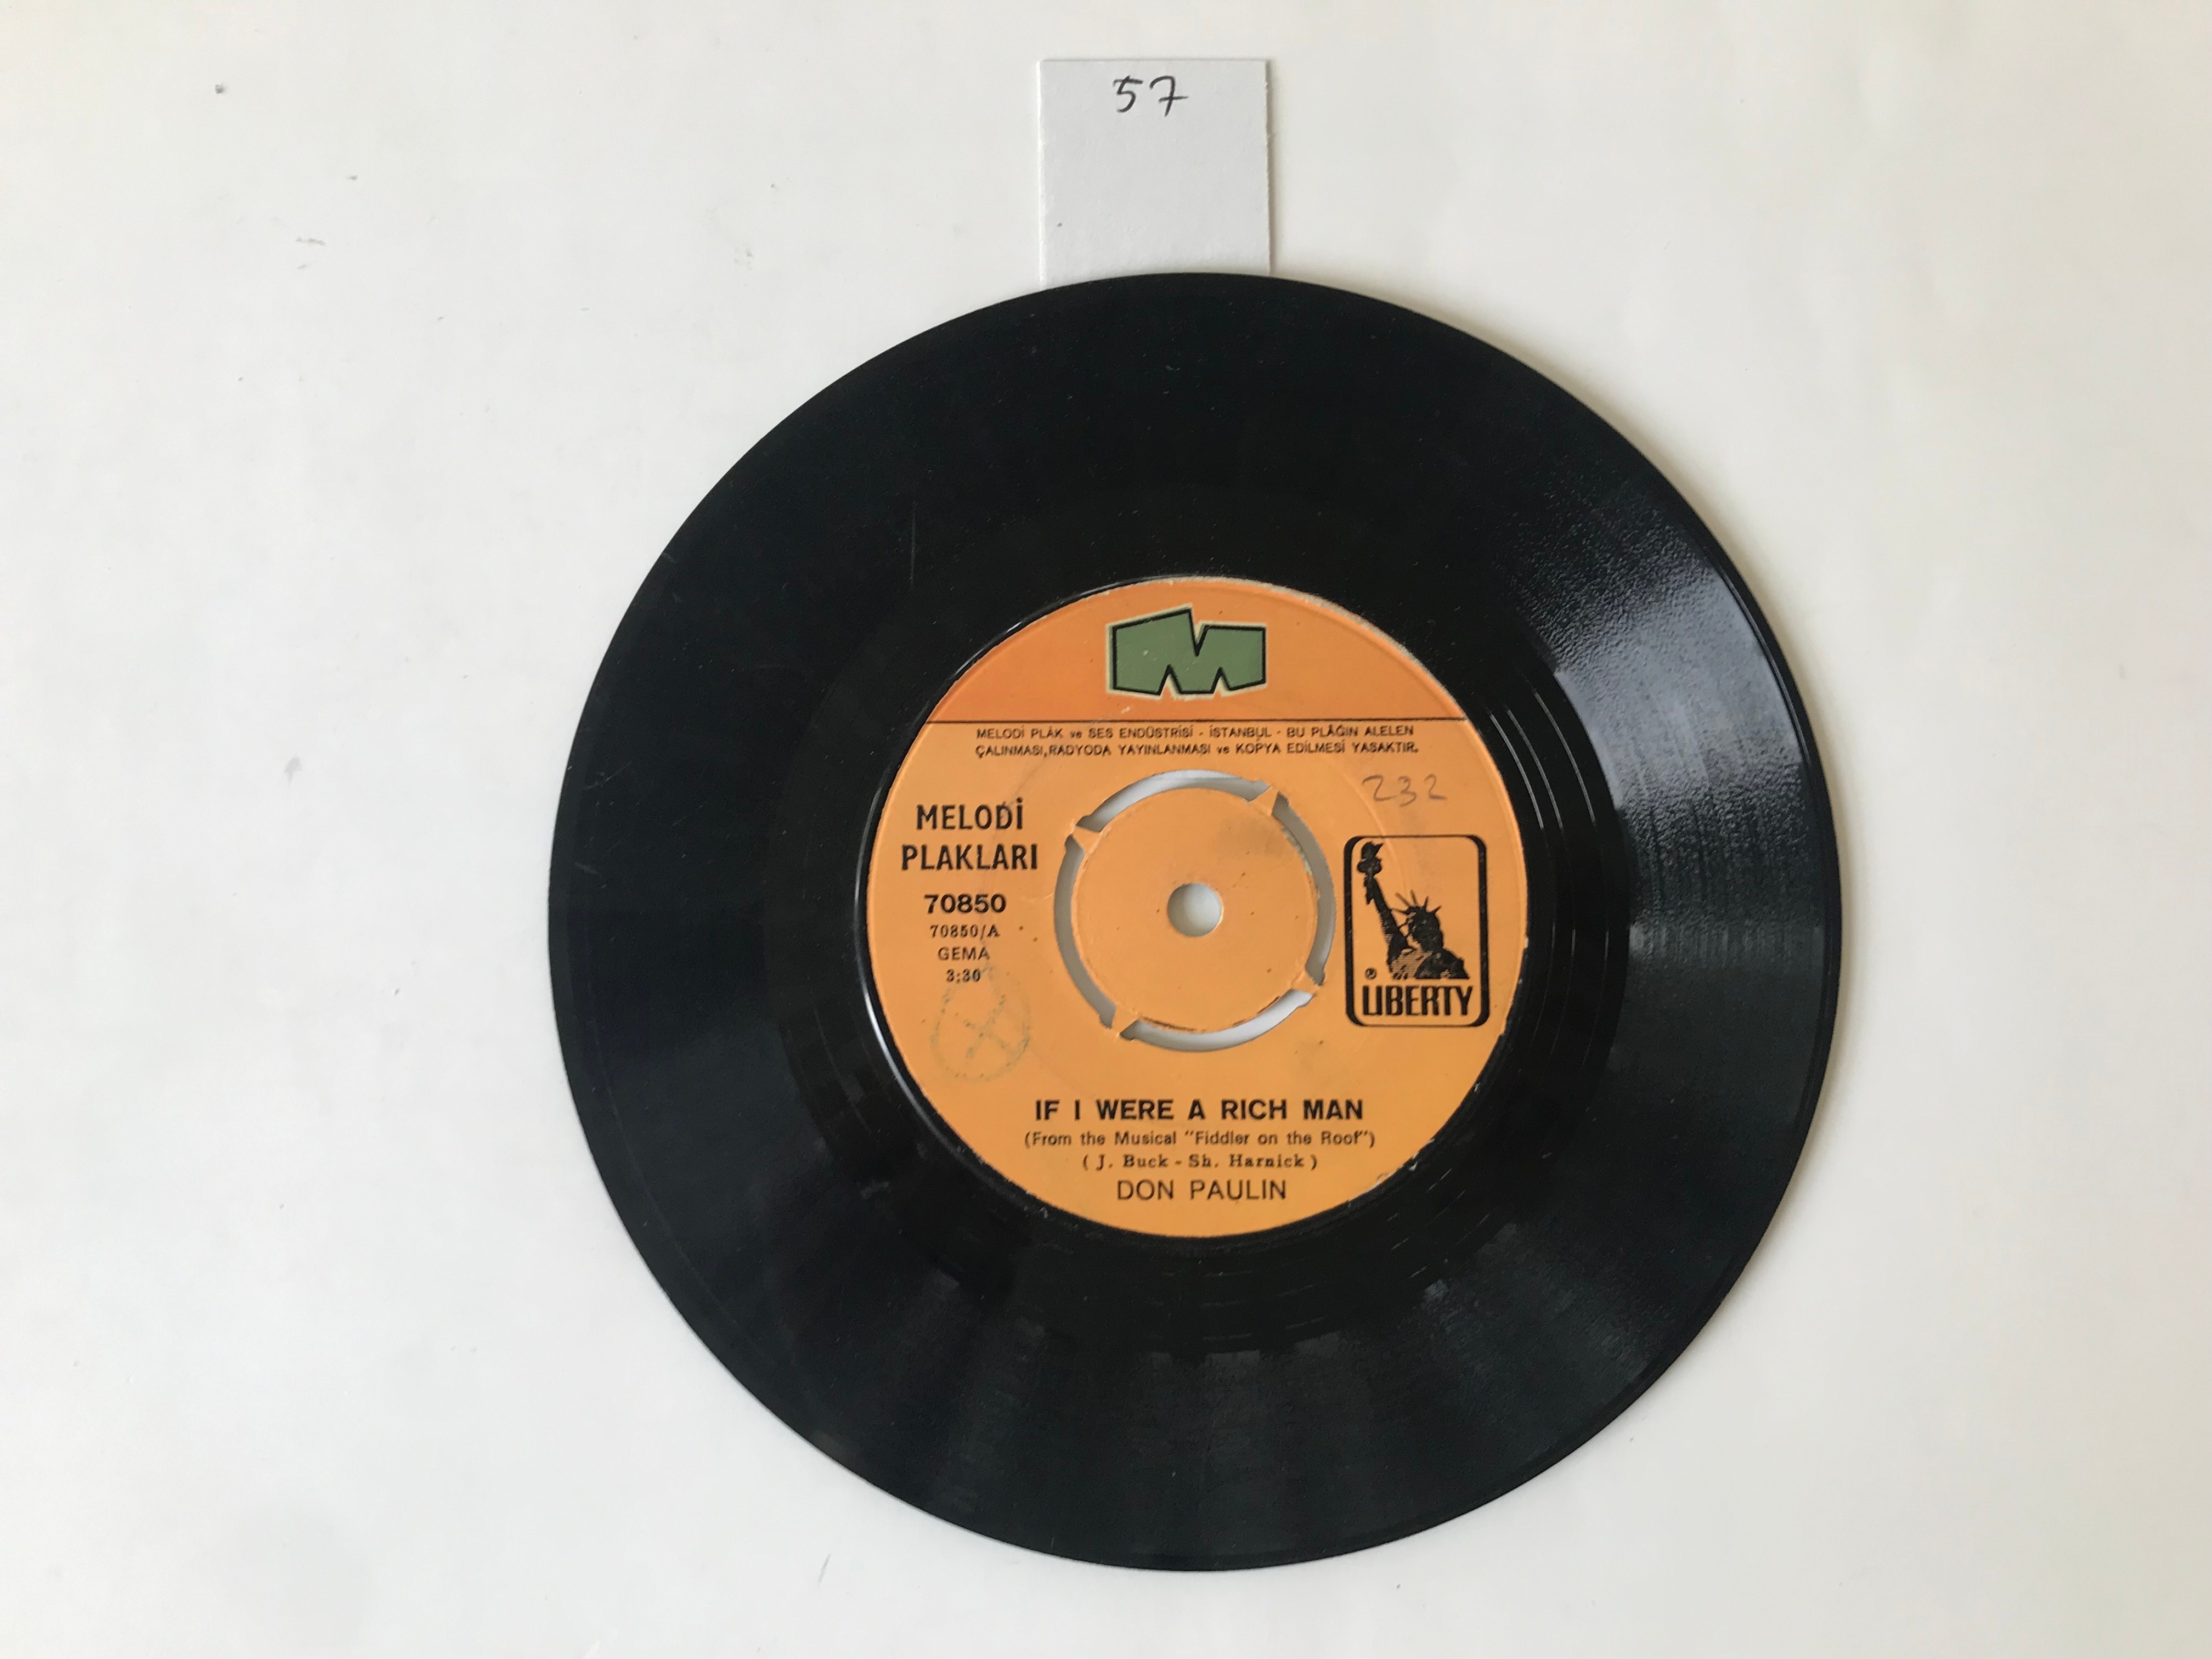 57
MELODİ PLÂK ve SES ENDÜSTRİSİ - İSTANBUL - BU PLÂĞIN ALELEN
ÇALINMASI, RADYODA YAYINLANMASI ve KOPYA EDİLMESİ YASAKTIR.
232
MELODİ
PLAKLARI
70850
70850/A
GEMA
3:30
® LIBERTY
IF I WERE A RICH MAN
(From the Musical "Fiddler on the Roof")
( J. Buck - Sh. Harnick )
DON PAULIN